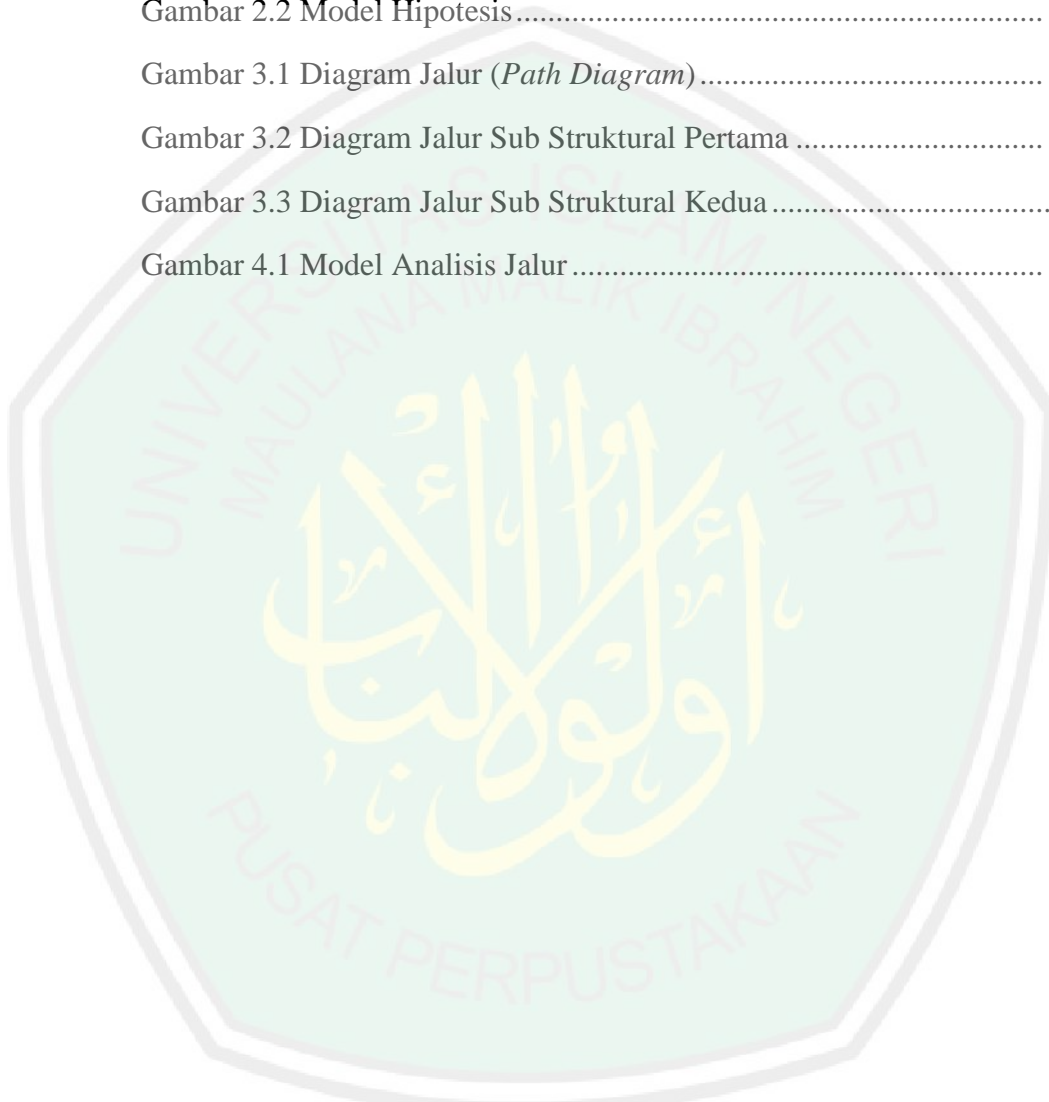 Gambar 2.2 Model Hipotesis................................................................
Gambar 3.1 Diagram Jalur (Path Diagram)..........................................
Gambar 3.2 Diagram Jalur Sub Struktural Pertama ..............................
Gambar 3.3 Diagram Jalur Sub Struktural Kedua..................................
Gambar 4.1 Model Analisis Jalur..........................................................
UNIVERSITAS ISLAM NEGERI
MAULANA MALIK IBRAHIM
أولوا الألباب
PUSAT PERPUSTAKAAN